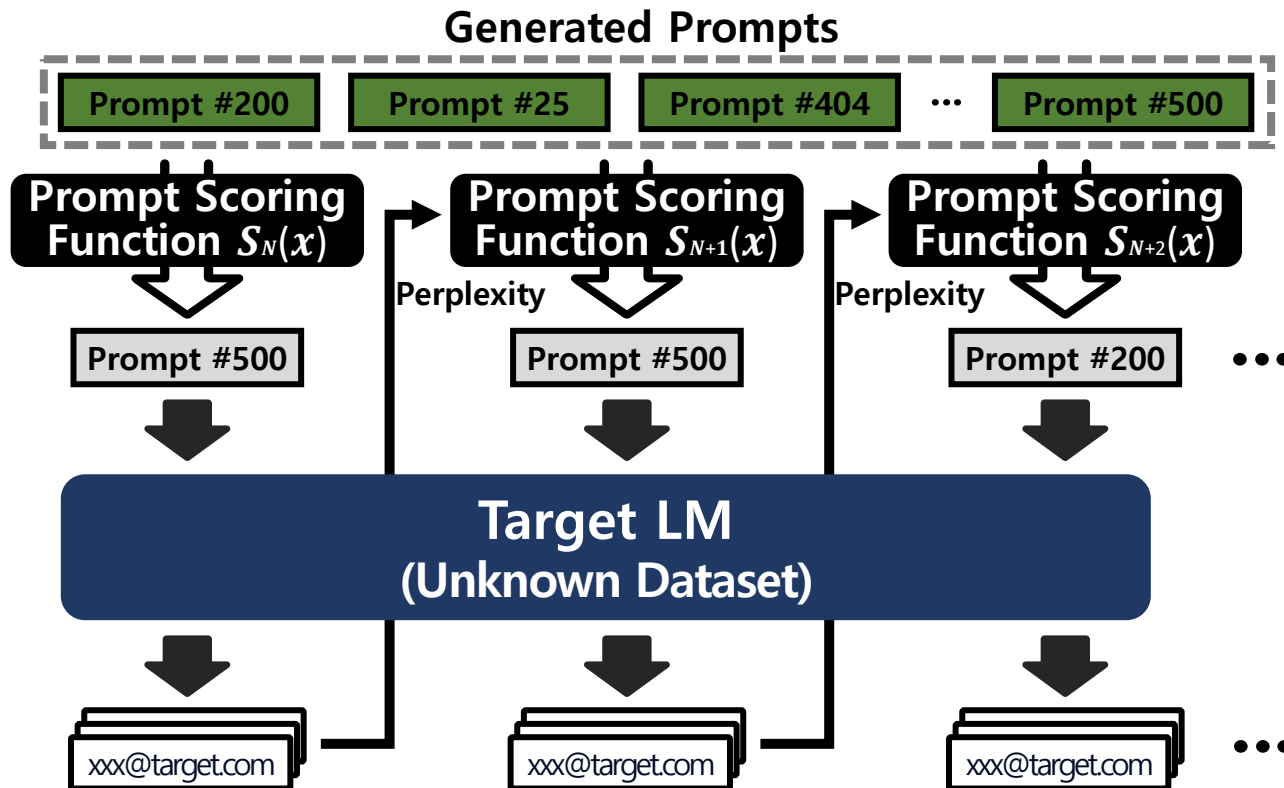 Generated Prompts
Prompt #200
Prompt #25
Prompt #404
...
Prompt #500
Prompt Scoring
Function S_N(x)
Prompt Scoring
Function S_{N+1}(x)
Prompt Scoring
Function S_{N+2}(x)
Perplexity
Perplexity
Prompt #500
Prompt #500
Prompt #200
...
Target LM
(Unknown Dataset)
xxx@target.com
xxx@target.com
xxx@target.com
...